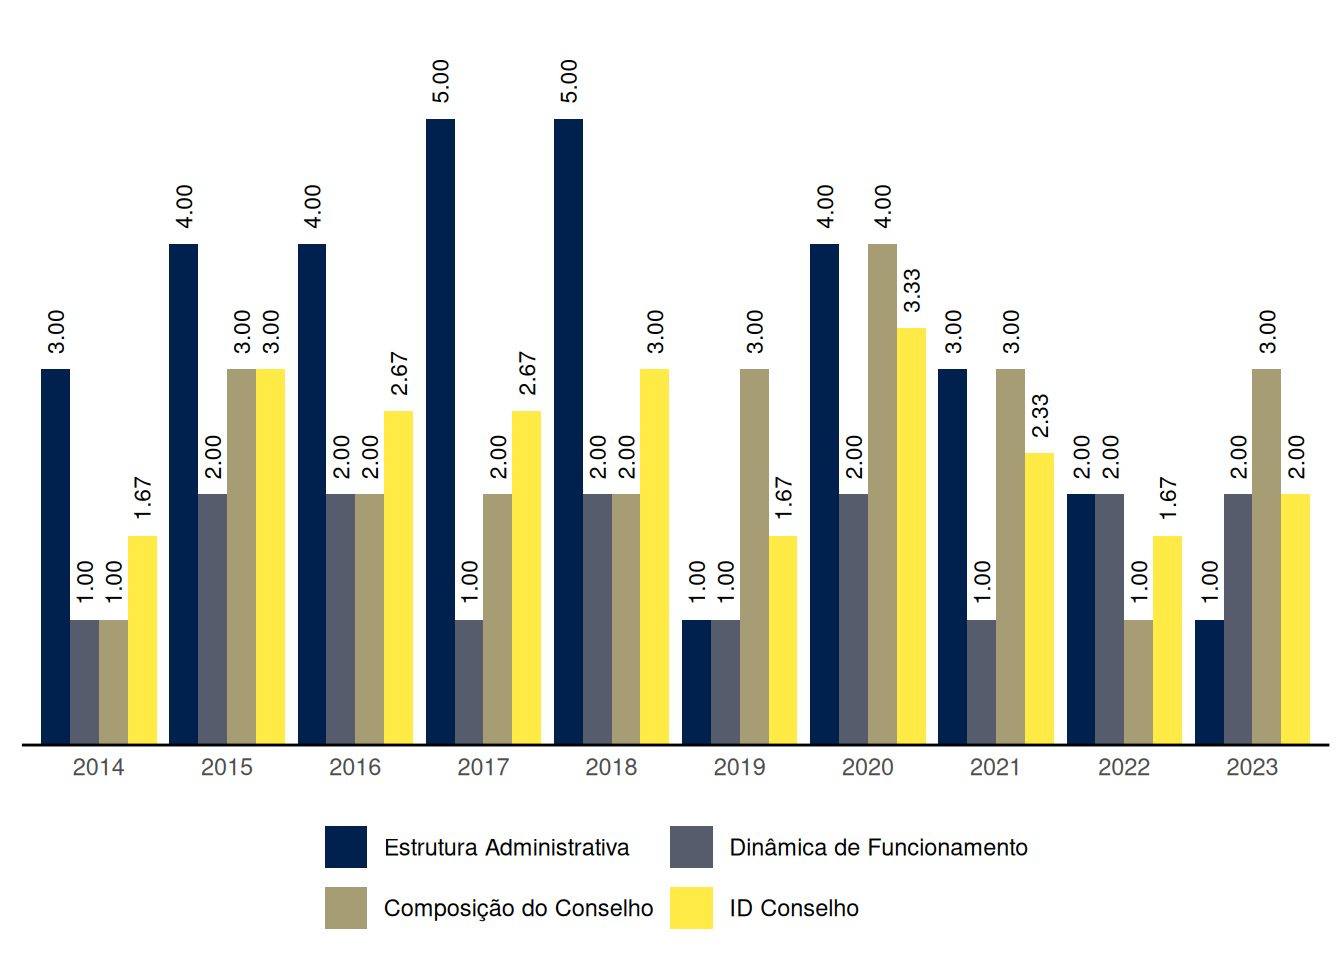 5.00 5.00
4.00 4.00 4.00 4.00
3.33
3.00 3.00 3.00 3.00 3.00 3.00 3.00 3.00
2.67 2.67
2.33
2.00 2.00 2.00 2.00 2.00 2.00 2.00 2.00 2.00 2.00 2.00
1.67 1.67 1.67
1.00 1.00 1.00 1.00 1.00 1.00 1.00 1.00
2014 2015 2016 2017 2018 2019 2020 2021 2022 2023
Estrutura Administrativa Dinâmica de Funcionamento
Composição do Conselho ID Conselho